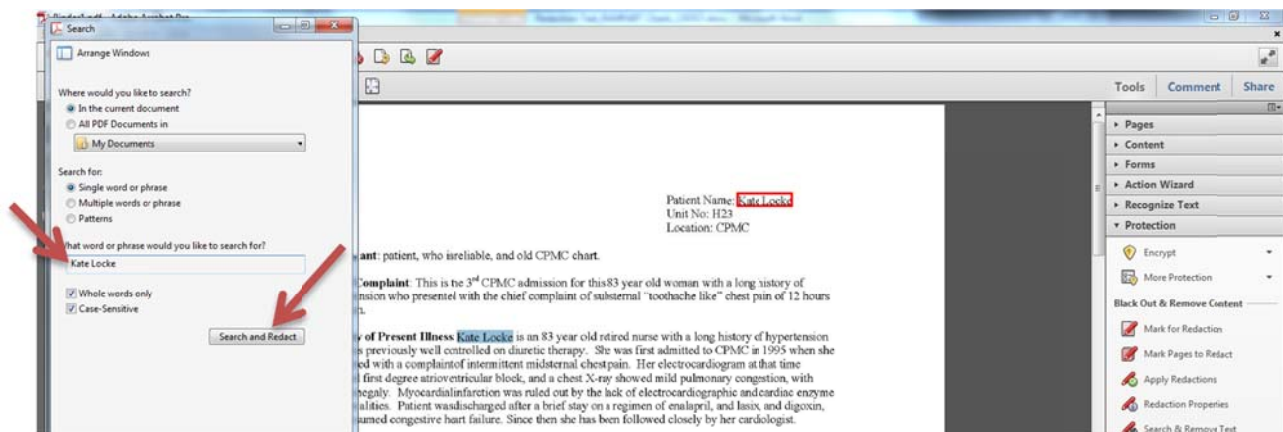 Search
Arrange Windows
Where would you like to search?
In the current document
All PDF Documents in
My Documents
Search for:
Single word or phrase
Multiple words or phrase
Patterns
What word or phrase would you like to search for?
Kate Locke
Whole words only
Case-Sensitive
Search and Redact
Patient Name: Kate Locke
Unit No: H23
Location: CPMC
ant: patient, who isreliable, and old CPMC chart.
Complaint: This is the 3rd CPMC admission for this 83 year old woman with a long history of
nsion who presented with the chief complaint of substernal "toothache like" chest pain of 12 hours
y of Present Illness Kate Locke is an 83 year old retired nurse with a long history of hypertension
s previously well controlled on diuretic therapy. She was first admitted to CPMC in 1995 when she
ed with a complaintof intermittent midsternal chestpain. Her electrocardiogram at that time
first degree atrioventricular block, and a chest X-ray showed mild pulmonary congestion, with
negaly. Myocardialinfarction was ruled out by the lack of electrocardiographic andcardiac enzyme
alities. Patient wasdischarged after a brief stay on a regimen of enalapril, and lasix, and digoxin,
sumed congestive hart failure. Since then she has been followed closely by her cardologist.
Tools Comment Share
Pages
Content
Forms
Action Wizard
Recognize Text
Protection
Encrypt
More Protection
Black Out & Remove Content
Mark for Redaction
Mark Pages to Redact
Apply Redactions
Redaction Properties
Search & Remove Text